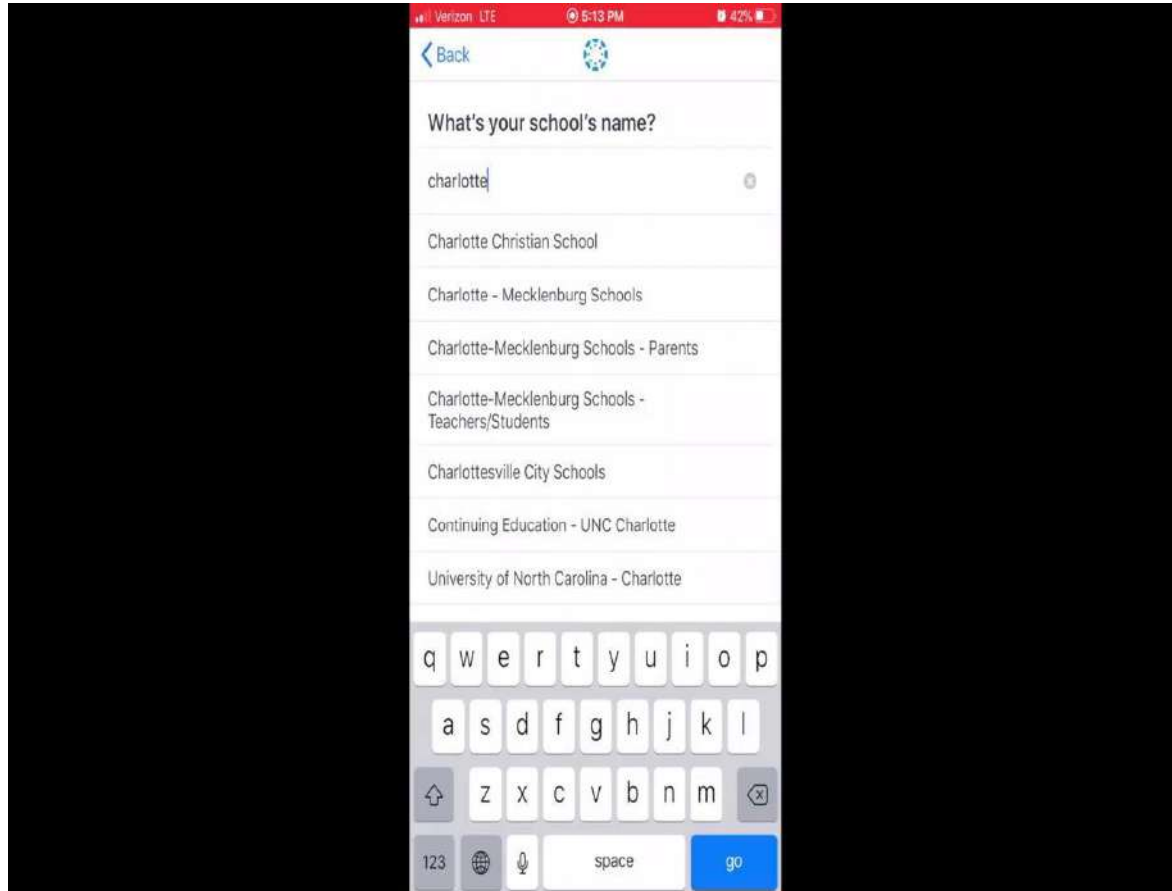 Verizon LTE 5:13 PM 42%
Back
What's your school's name?
charlotte
Charlotte Christian School
Charlotte - Mecklenburg Schools
Charlotte-Mecklenburg Schools - Parents
Charlotte-Mecklenburg Schools -
Teachers/Students
Charlottesville City Schools
Continuing Education - UNC Charlotte
University of North Carolina - Charlotte
q w e r t y u i o p
a s d f g h j k l
z x c v b n m
123 space go